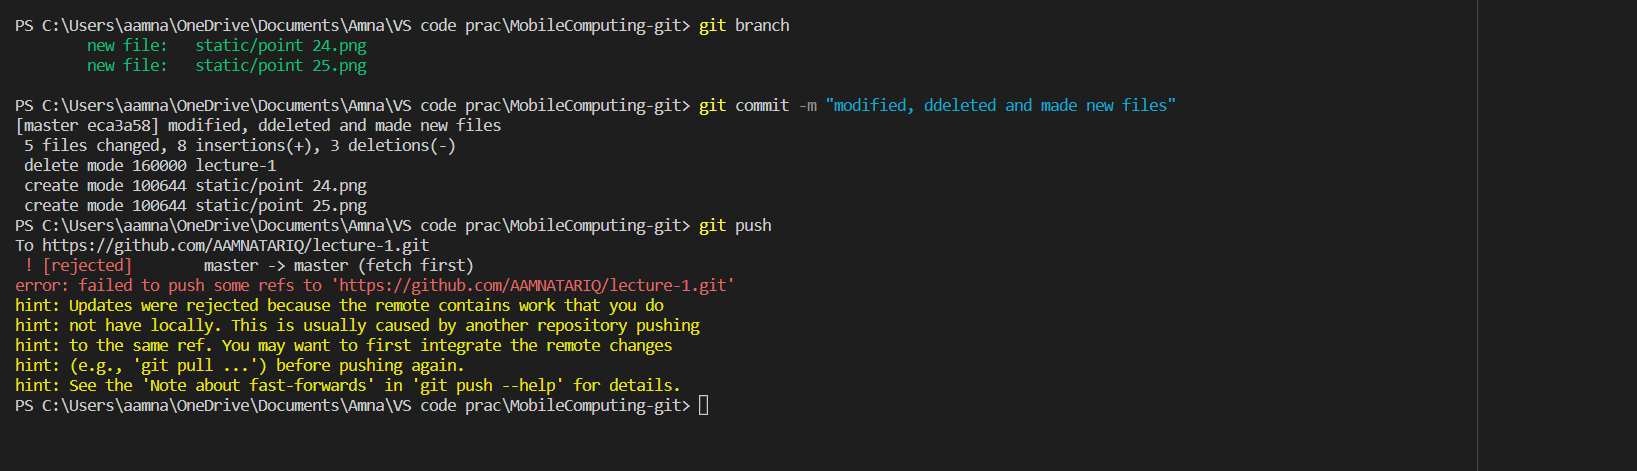 PS C:\Users\aamna\OneDrive\Documents\Amna\VS code prac\MobileComputing-git> git branch
new file:   static/point 24.png
new file:   static/point 25.png
PS C:\Users\aamna\OneDrive\Documents\Amna\VS code prac\MobileComputing-git> git commit -m "modified, ddeleted and made new files"
[master eca3a58] modified, ddeleted and made new files
5 files changed, 8 insertions(+), 3 deletions(-)
delete mode 160000 lecture-1
create mode 100644 static/point 24.png
create mode 100644 static/point 25.png
PS C:\Users\aamna\OneDrive\Documents\Amna\VS code prac\MobileComputing-git> git push
To https://github.com/AAMNATARIQ/lecture-1.git
! [rejected]        master -> master (fetch first)
error: failed to push some refs to 'https://github.com/AAMNATARIQ/lecture-1.git'
hint: Updates were rejected because the remote contains work that you do
hint: not have locally. This is usually caused by another repository pushing
hint: to the same ref. You may want to first integrate the remote changes
hint: (e.g., 'git pull ...') before pushing again.
hint: See the 'Note about fast-forwards' in 'git push --help' for details.
PS C:\Users\aamna\OneDrive\Documents\Amna\VS code prac\MobileComputing-git>